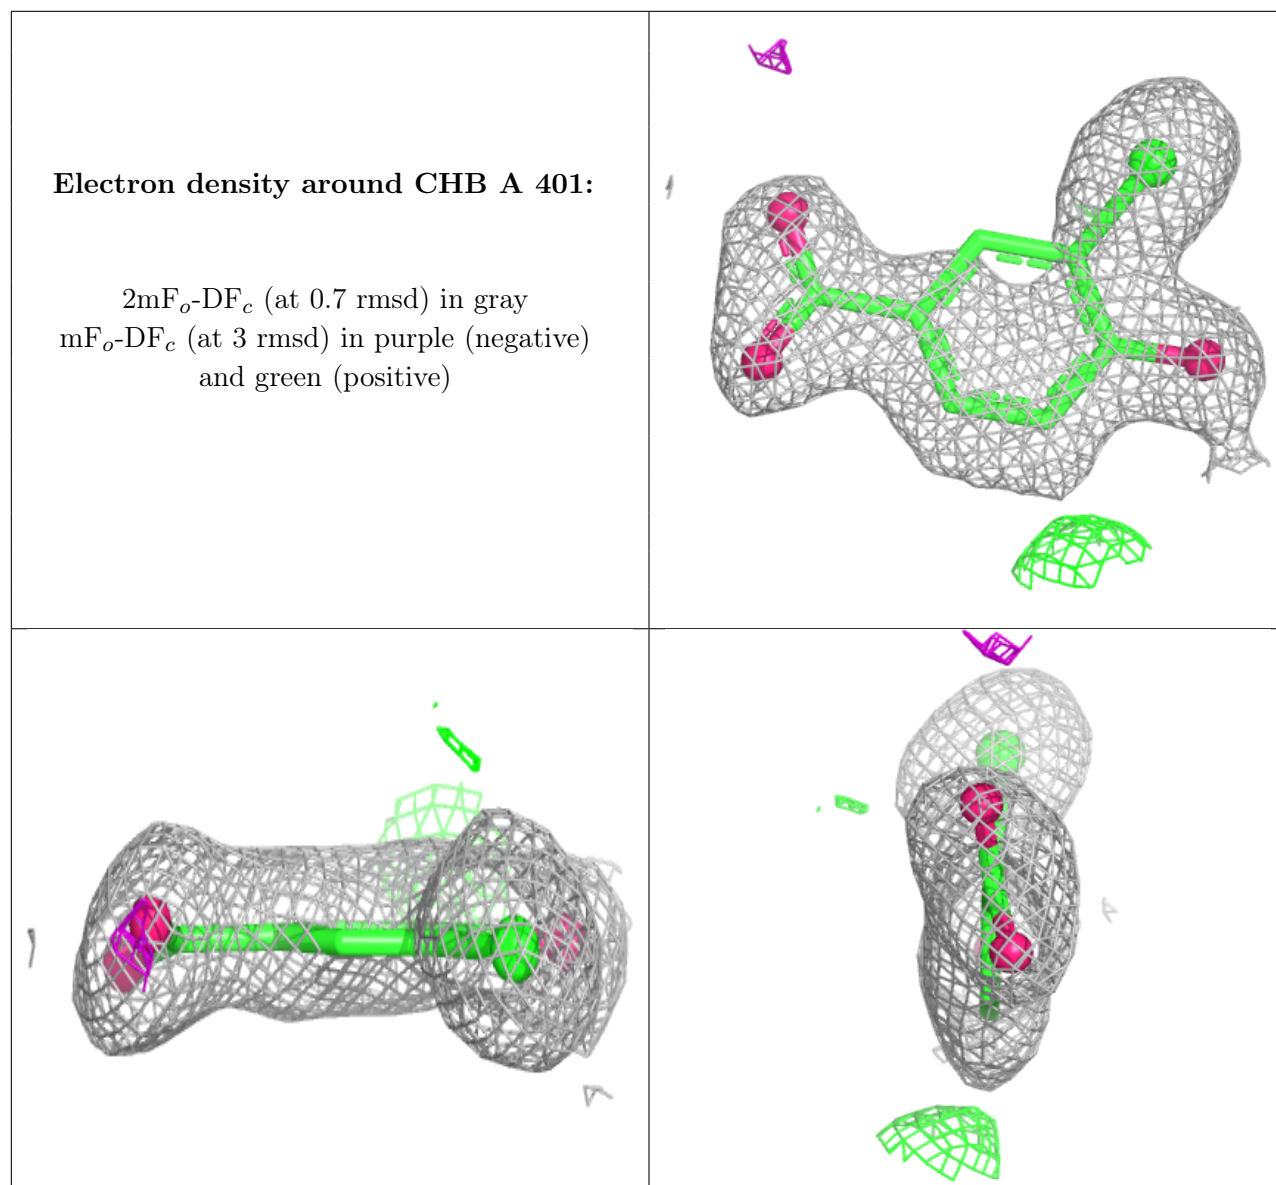 Electron density around CHB A 401:
2mFo-DFc (at 0.7 rmsd) in gray
mFo-DFc (at 3 rmsd) in purple (negative)
and green (positive)